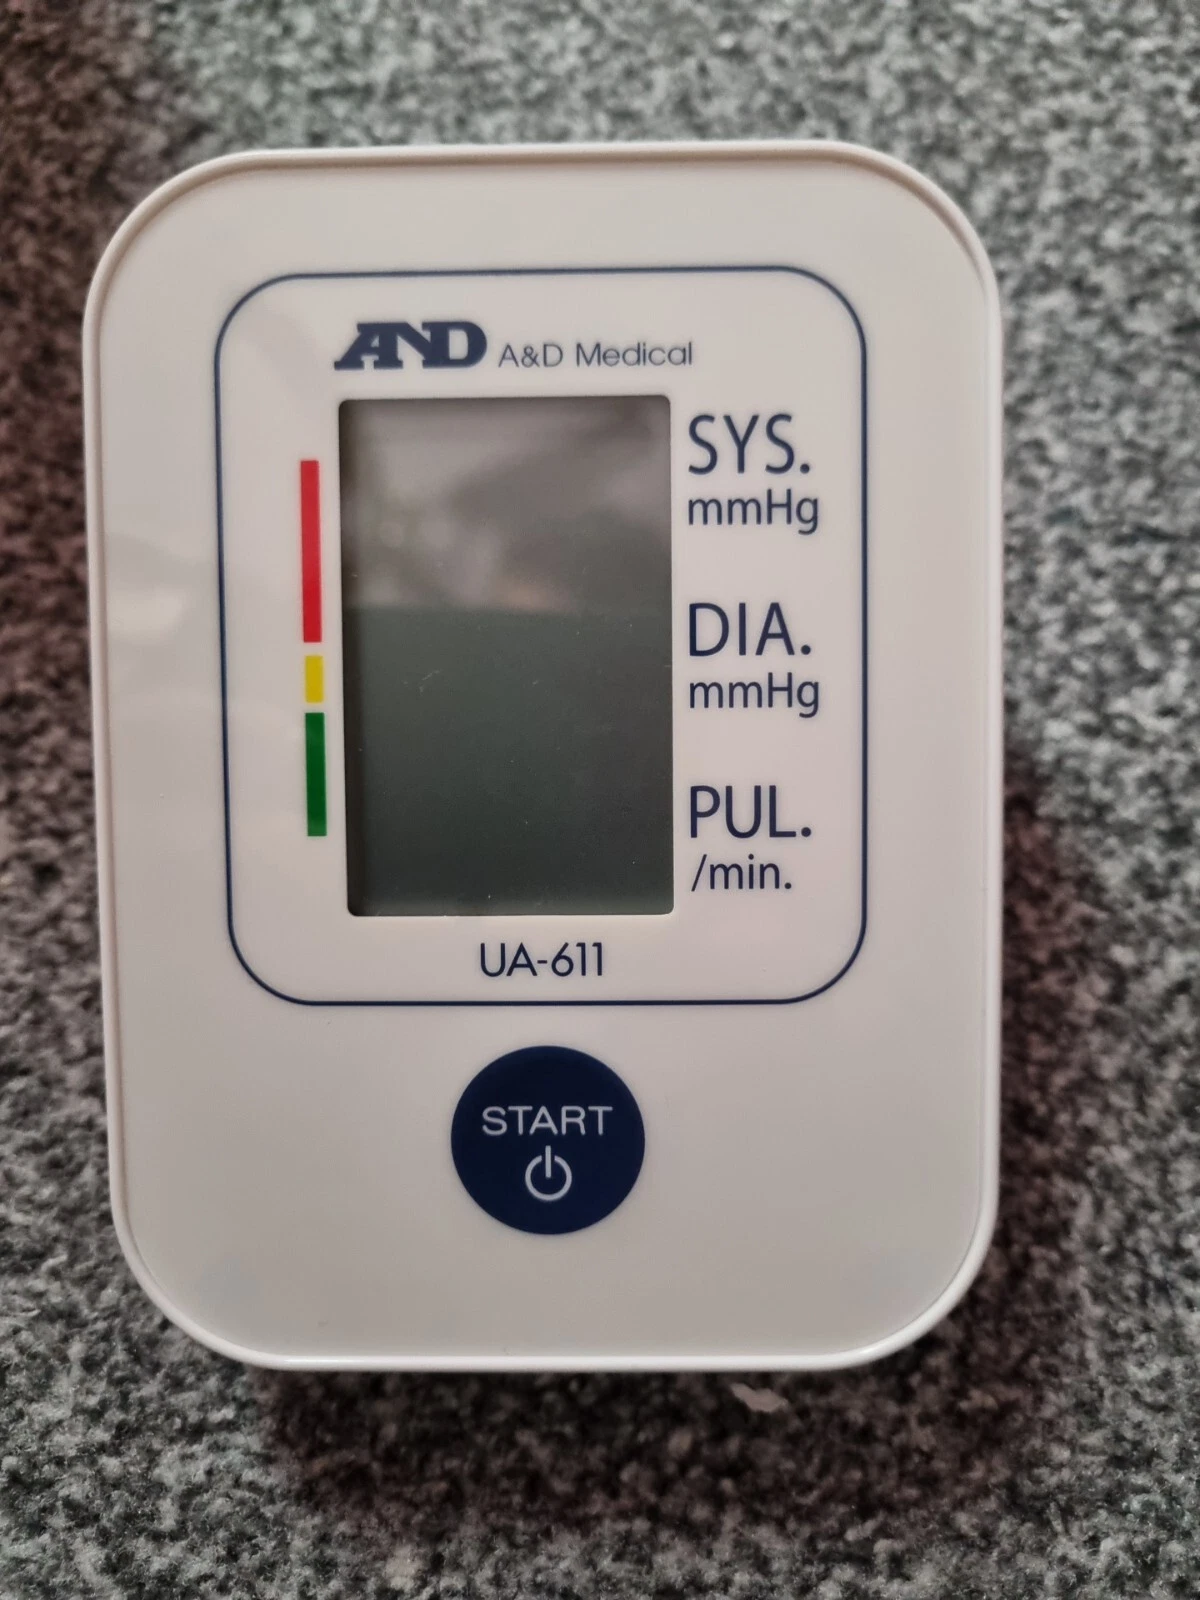 AND A&D Medical
SYS.
mmHg
DIA.
mmHg
PUL.
/min.
UA-611
START